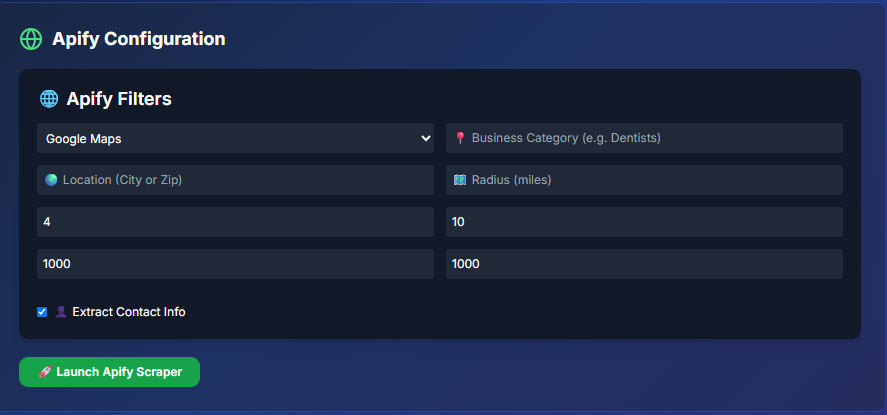 Apify Configuration
Apify Filters
Google Maps
Business Category (e.g. Dentists)
Location (City or Zip)
Radius (miles)
4
10
1000
1000
Extract Contact Info
Launch Apify Scraper